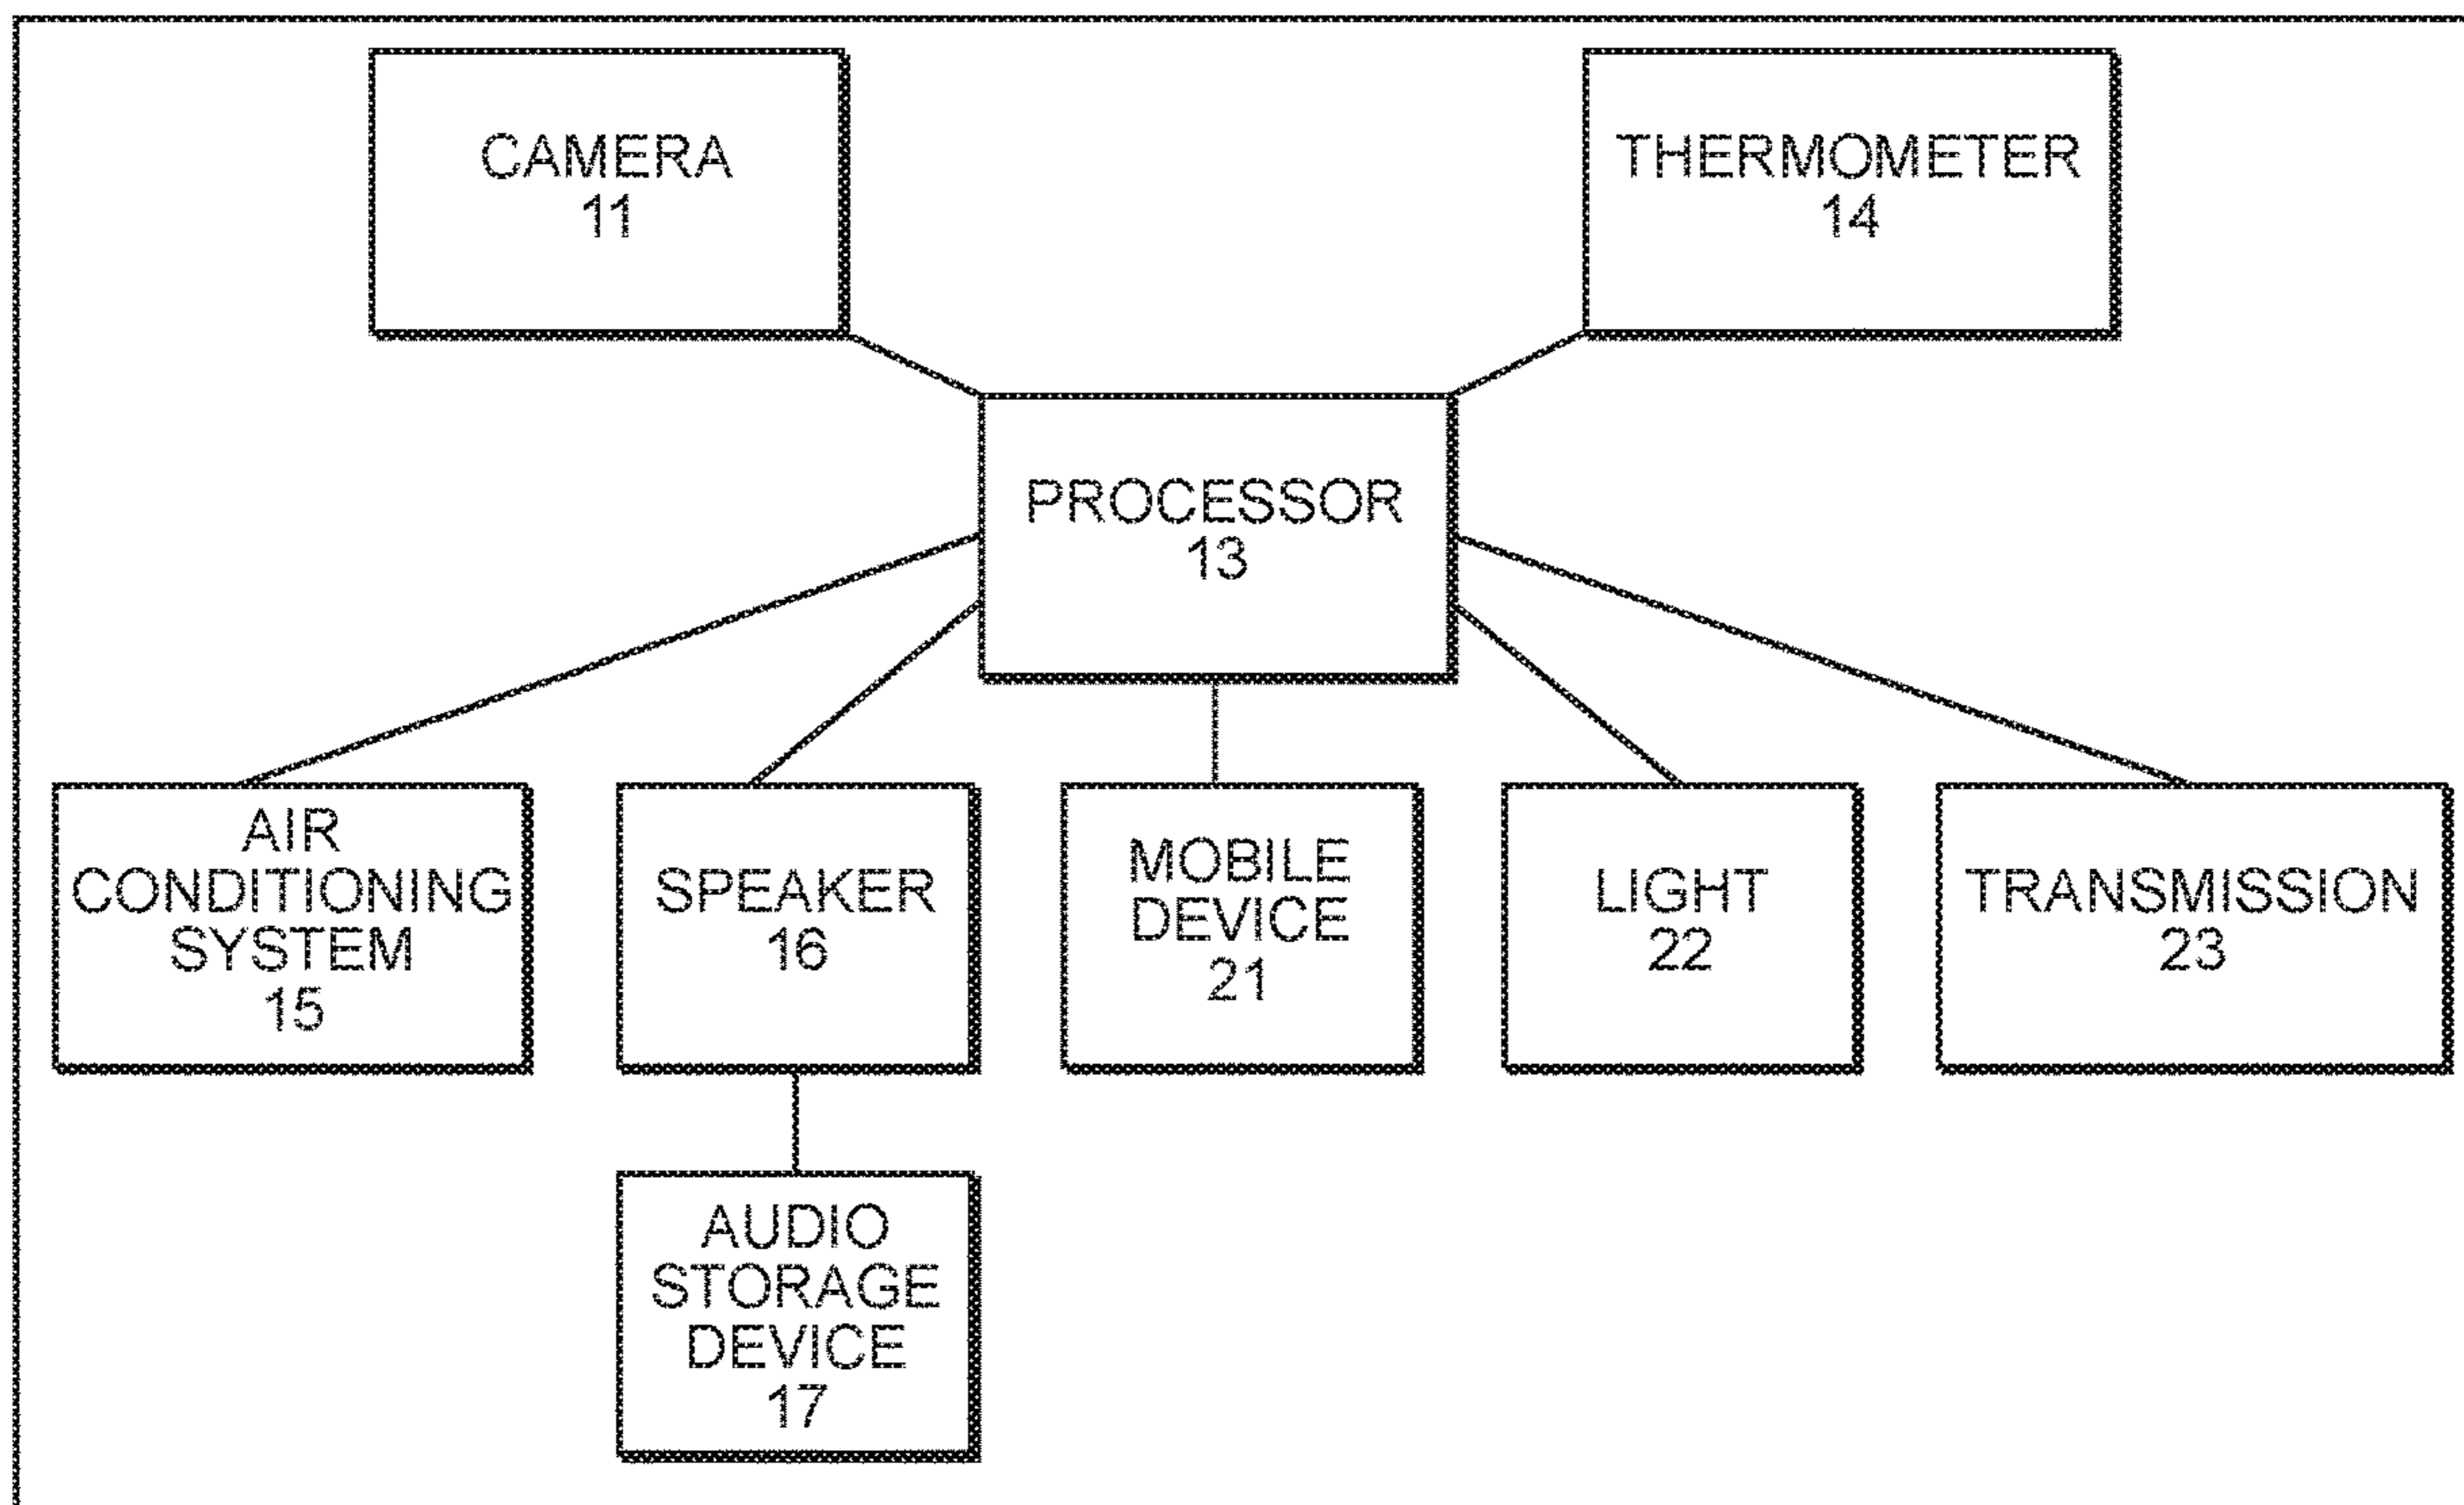 CAMERA
11
THERMOMETER
14
PROCESSOR
13
AIR
CONDITIONING
SYSTEM
15
SPEAKER
16
MOBILE
DEVICE
21
LIGHT
22
TRANSMISSION
23
AUDIO
STORAGE
DEVICE
17